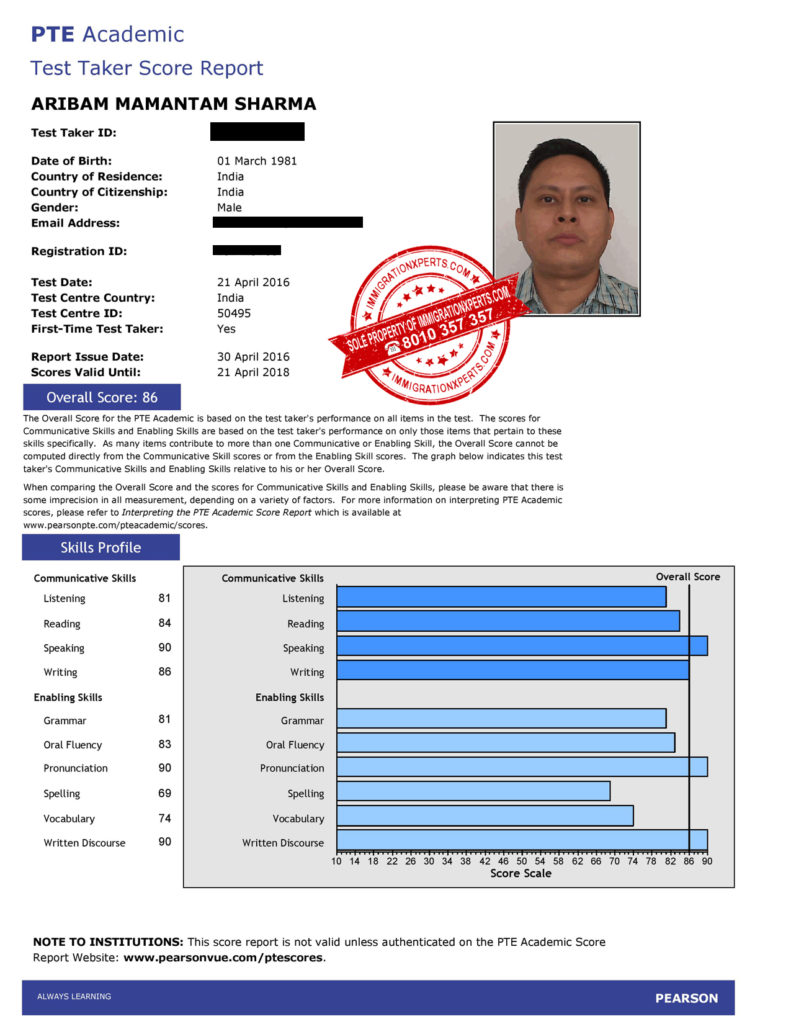 PTE Academic
Test Taker Score Report
ARIBAM MAMANTAM SHARMA
Test Taker ID:
Date of Birth: 01 March 1981
Country of Residence: India
Country of Citizenship: India
Gender: Male
Email Address:
Registration ID:
Test Date: 21 April 2016
Test Centre Country: India
Test Centre ID: 50495
First-Time Test Taker: Yes
Report Issue Date: 30 April 2016
Scores Valid Until: 21 April 2018
IMMIGRATIONXPERTS.COM
SOLE PROPERTY OF IMMIGRATIONXPERTS.COM
☎8010 357 357
IMMIGRATIONXPERTS.COM
Overall Score: 86
The Overall Score for the PTE Academic is based on the test taker's performance on all items in the test. The scores for
Communicative Skills and Enabling Skills are based on the test taker's performance on only those items that pertain to these
skills specifically. As many items contribute to more than one Communicative or Enabling Skill, the Overall Score cannot be
computed directly from the Communicative Skill scores or from the Enabling Skill scores. The graph below indicates this test
taker's Communicative Skills and Enabling Skills relative to his or her Overall Score.
When comparing the Overall Score and the scores for Communicative Skills and Enabling Skills, please be aware that there is
some imprecision in all measurement, depending on a variety of factors. For more information on interpreting PTE Academic
scores, please refer to Interpreting the PTE Academic Score Report which is available at
www.pearsonpte.com/pteacademic/scores.
Skills Profile
Communicative Skills
Listening 81
Reading 84
Speaking 90
Writing 86
Enabling Skills
Grammar 81
Oral Fluency 83
Pronunciation 90
Spelling 69
Vocabulary 74
Written Discourse 90
Communicative Skills Overall Score
Listening
Reading
Speaking
Writing
Enabling Skills
Grammar
Oral Fluency
Pronunciation
Spelling
Vocabulary
Written Discourse
10 14 18 22 26 30 34 38 42 46 50 54 58 62 66 70 74 78 82 86 90
Score Scale
NOTE TO INSTITUTIONS: This score report is not valid unless authenticated on the PTE Academic Score
Report Website: www.pearsonvue.com/ptescores.
ALWAYS LEARNING PEARSON